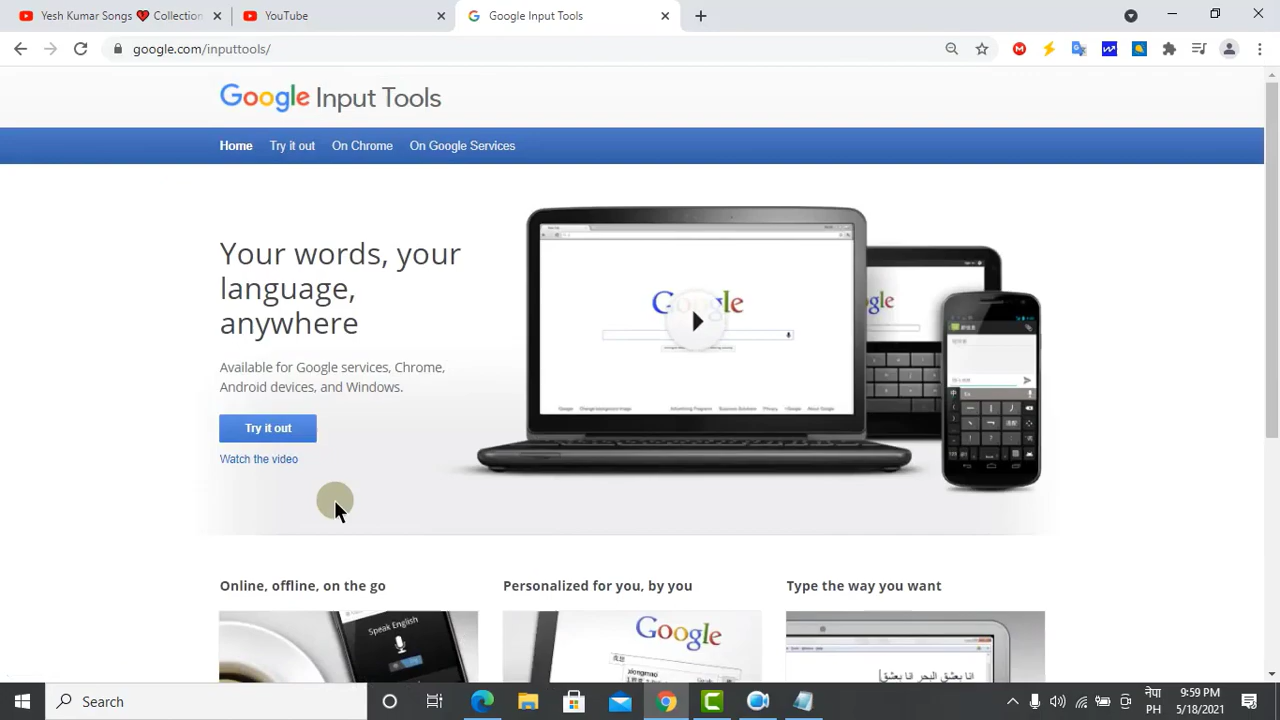 Yesh Kumar Songs 💔 Collection
YouTube
Google Input Tools
google.com/inputtools/
Google Input Tools
Home
Try it out
On Chrome
On Google Services
Your words, your
language,
anywhere
Available for Google services, Chrome,
Android devices, and Windows.
Try it out
Watch the video
Google
Online, offline, on the go
Personalized for you, by you
Type the way you want
Speak English
Google
xiongmao
Search
नेपा
PH
9:59 PM
5/18/2021